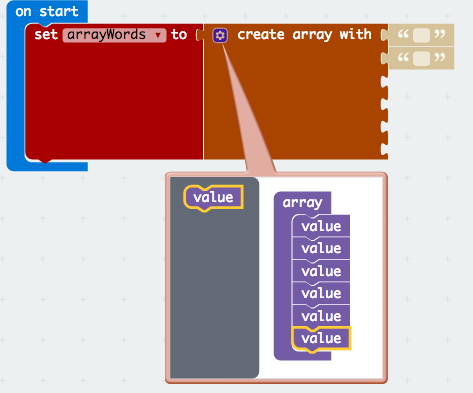 on start
set arrayWords ▾ to create array with “ ”
“ ”
value
array
value
value
value
value
value
value